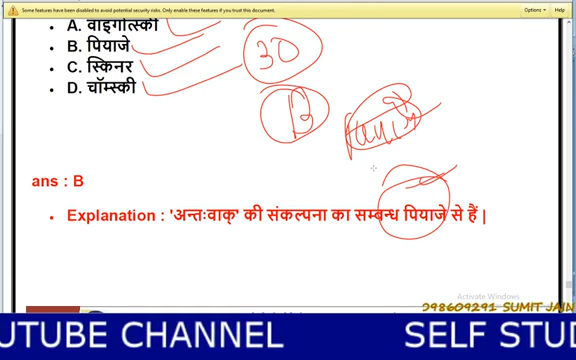 Some features have been disabled to avoid potential security risks. Only enable these features if you trust this document.
Options
• A. वाइगोत्स्की
• B. पियाजे
• C. स्किनर
• D. चॉम्स्की
30
B
ans : B
• Explanation : 'अन्तःवाक्' की संकल्पना का सम्बन्ध पियाजे से हैं |
Activate Windows
098609291 SUMIT JAIN
UTUBE CHANNEL SELF STUD